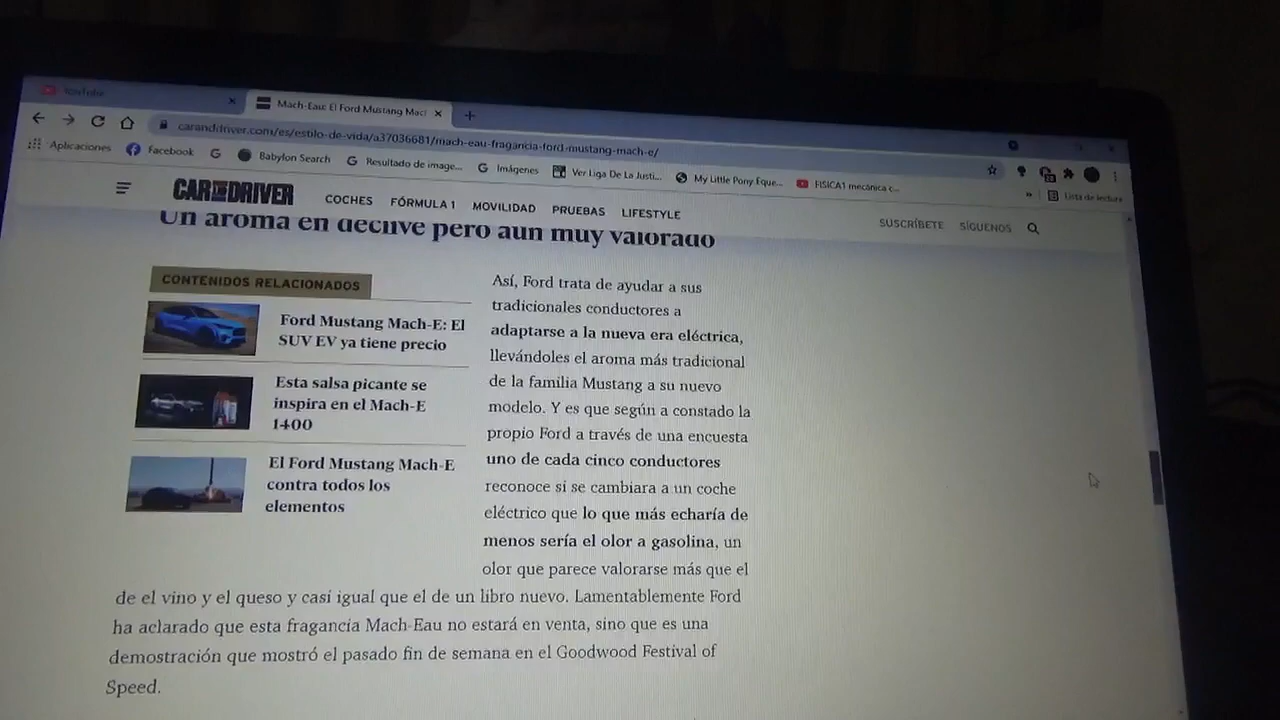 YouTube
Mach-Eau: El Ford Mustang Mac
caranddriver.com/es/estilo-de-vida/a37036681/mach-eau-fragancia-ford-mustang-mach-e/
Aplicaciones Facebook Babylon Search Resultado de image... Imágenes Ver Liga De La Justi... My Little Pony Eque... FISICA1 mecánica c... » Lista de lectura
CAR AND DRIVER COCHES FÓRMULA 1 MOVILIDAD PRUEBAS LIFESTYLE SUSCRÍBETE SÍGUENOS
Un aroma en declive pero aun muy valorado
CONTENIDOS RELACIONADOS
Ford Mustang Mach-E: El
SUV EV ya tiene precio
Esta salsa picante se
inspira en el Mach-E
1400
El Ford Mustang Mach-E
contra todos los
elementos
Así, Ford trata de ayudar a sus
tradicionales conductores a
adaptarse a la nueva era eléctrica,
llevándoles el aroma más tradicional
de la familia Mustang a su nuevo
modelo. Y es que según a constado la
propio Ford a través de una encuesta
uno de cada cinco conductores
reconoce si se cambiara a un coche
eléctrico que lo que más echaría de
menos sería el olor a gasolina, un
olor que parece valorarse más que el
de el vino y el queso y casi igual que el de un libro nuevo. Lamentablemente Ford
ha aclarado que esta fragancia Mach-Eau no estará en venta, sino que es una
demostración que mostró el pasado fin de semana en el Goodwood Festival of
Speed.